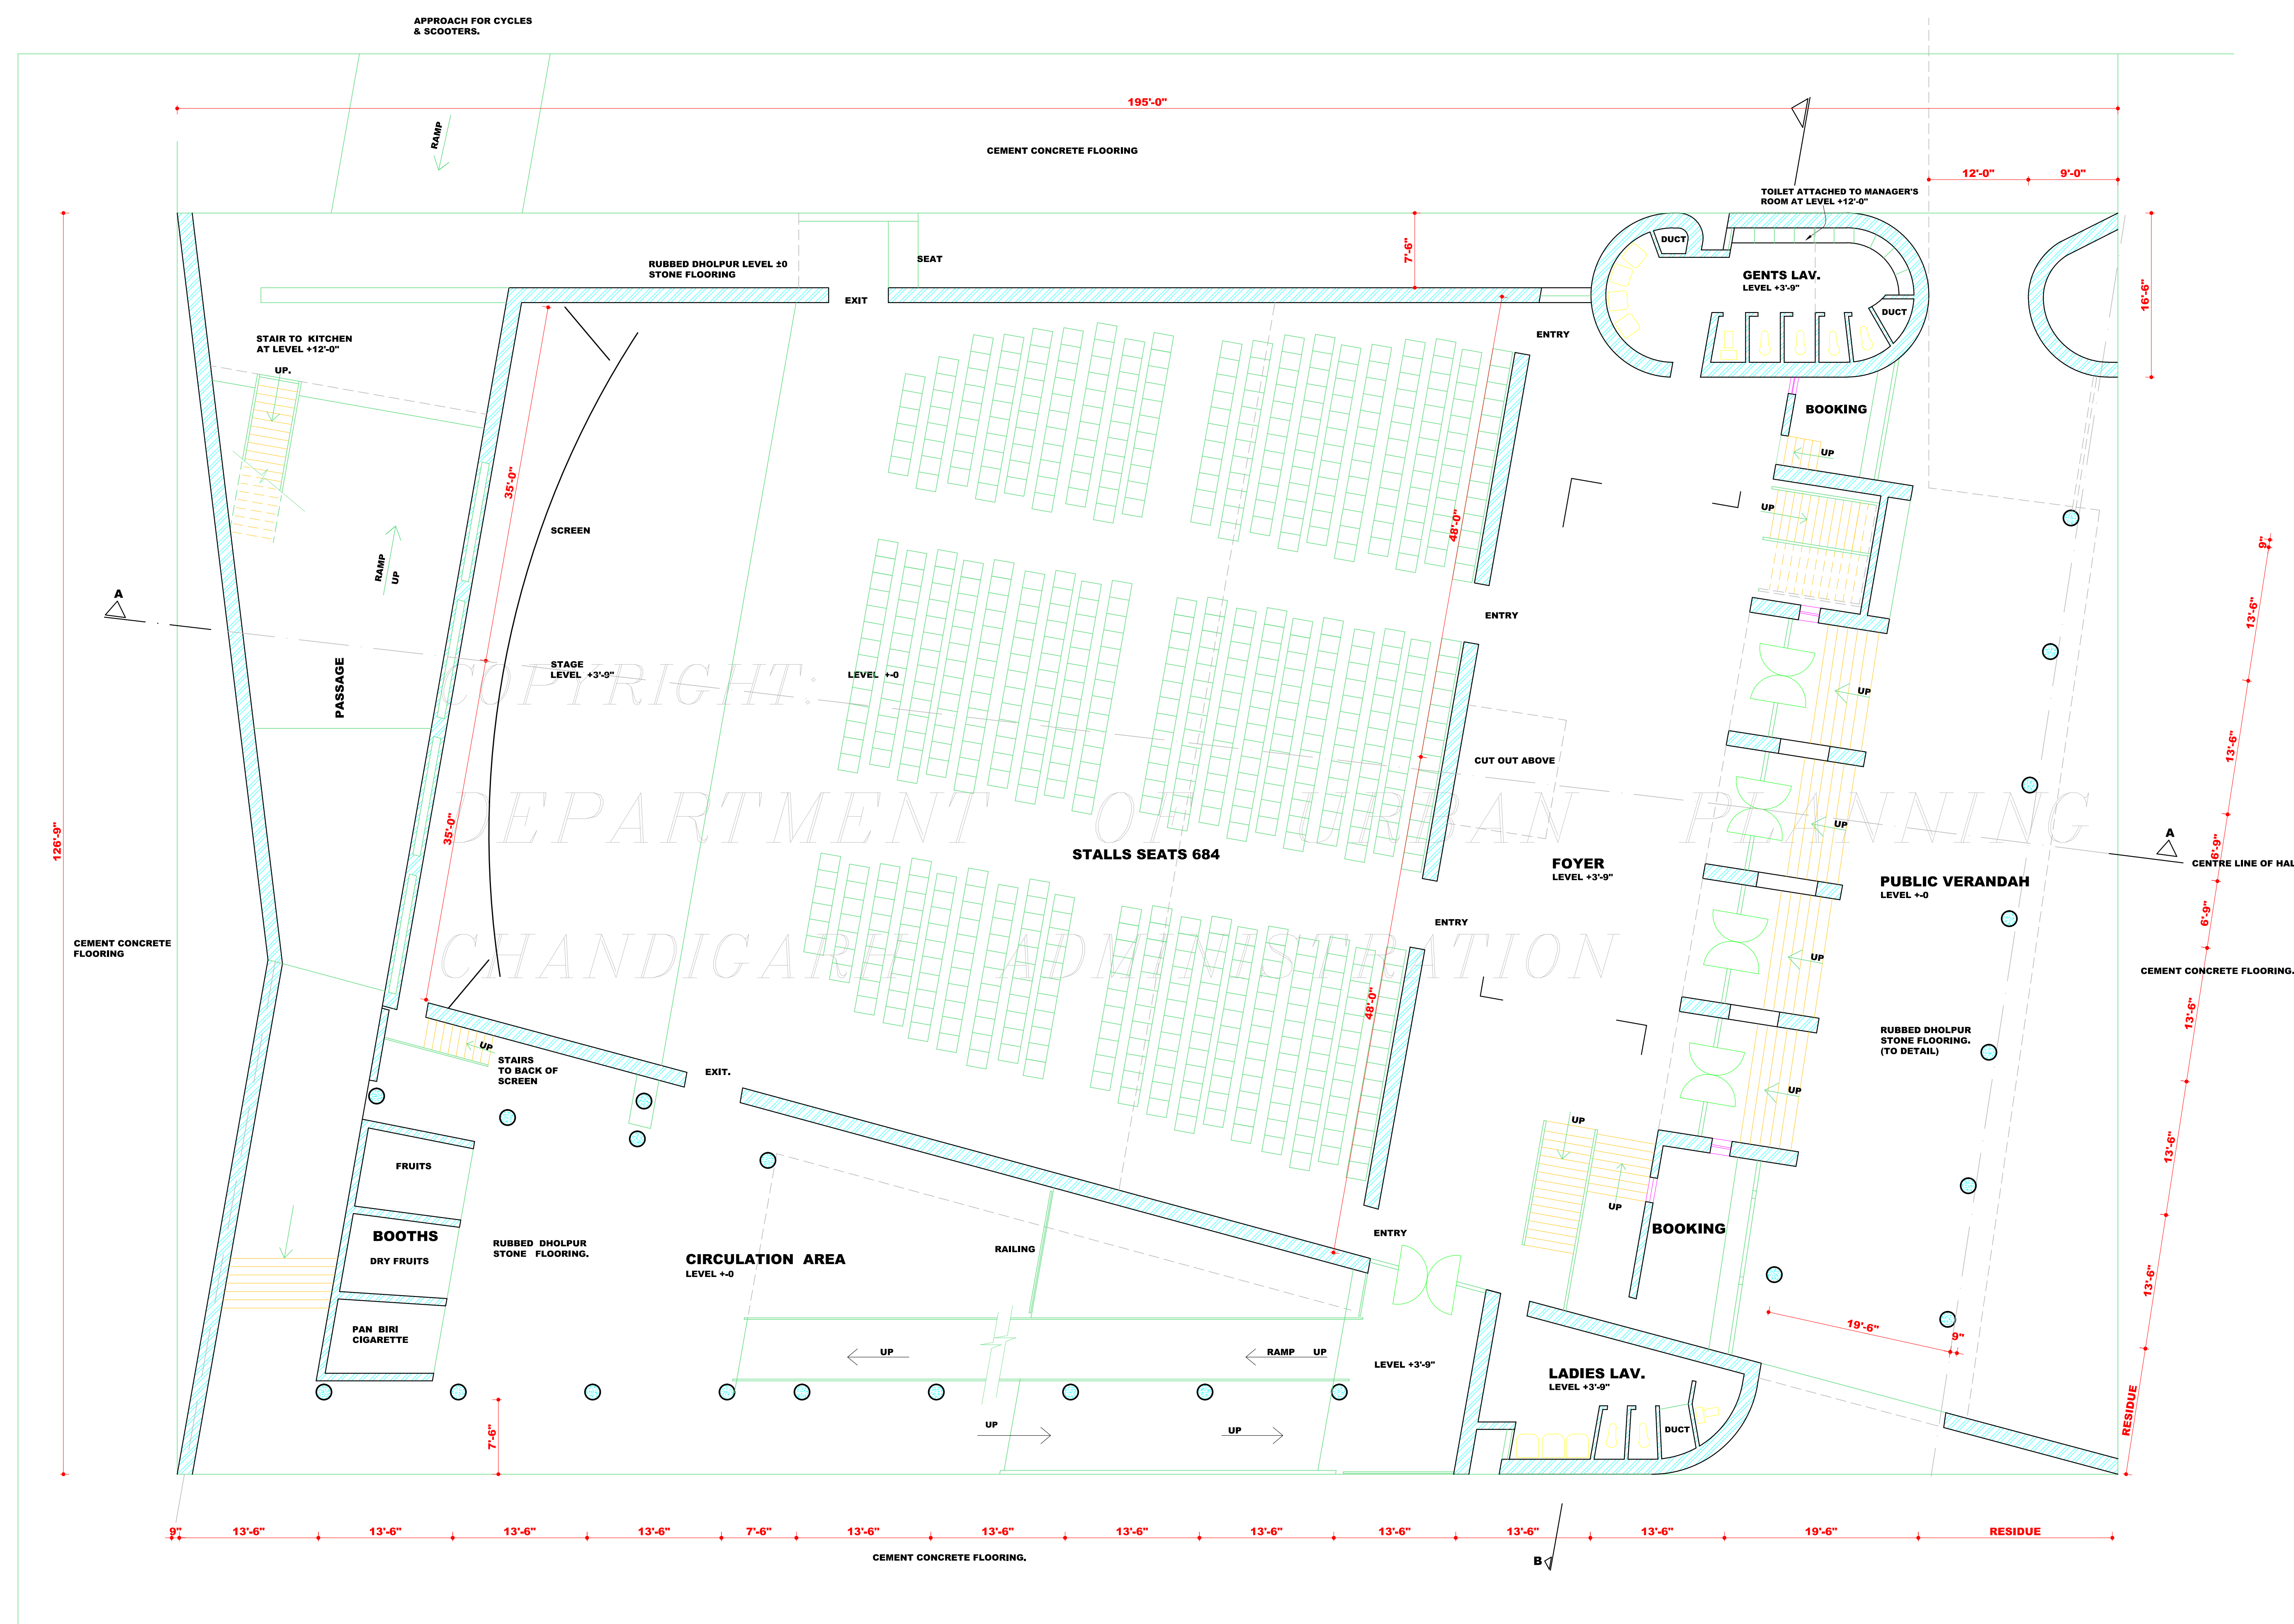 APPROACH FOR CYCLES
& SCOOTERS.
195'-0"
RAMP
CEMENT CONCRETE FLOORING
12'-0"
9'-0"
TOILET ATTACHED TO MANAGER'S
ROOM AT LEVEL +12'-0"
7'-6"
DUCT
SEAT
RUBBED DHOLPUR LEVEL ±0
STONE FLOORING
GENTS LAV.
LEVEL +3'-9"
16'-6"
EXIT
DUCT
ENTRY
STAIR TO KITCHEN
AT LEVEL +12'-0"
UP.
BOOKING
UP
35'-0"
UP
SCREEN
48'-0"
9"
RAMP
UP
A
ENTRY
13'-6"
STAGE
LEVEL +3'-9"
LEVEL +-0
PASSAGE
COPYRIGHT:
UP
13'-6"
CUT OUT ABOVE
DEPARTMENT OF URBAN PLANNING
UP
35'-0"
126'-9"
STALLS SEATS 684
FOYER
LEVEL +3'-9"
A
6'-9"
CENTRE LINE OF HAL
PUBLIC VERANDAH
LEVEL +-0
6'-9"
ENTRY
CEMENT CONCRETE
FLOORING
CHANDIGARH ADMINISTRATION
UP
CEMENT CONCRETE FLOORING.
48'-0"
13'-6"
RUBBED DHOLPUR
STONE FLOORING.
(TO DETAIL)
UP
STAIRS
TO BACK OF
SCREEN
EXIT.
UP
UP
13'-6"
FRUITS
UP
BOOKING
ENTRY
BOOTHS
RUBBED DHOLPUR
STONE FLOORING.
RAILING
DRY FRUITS
CIRCULATION AREA
LEVEL +-0
13'-6"
PAN BIRI
CIGARETTE
19'-6"
9"
UP
RAMP UP
LEVEL +3'-9"
LADIES LAV.
LEVEL +3'-9"
RESIDUE
7'-6"
UP
UP
DUCT
9"
13'-6"
13'-6"
13'-6"
13'-6"
7'-6"
13'-6"
13'-6"
13'-6"
13'-6"
13'-6"
13'-6"
13'-6"
19'-6"
RESIDUE
CEMENT CONCRETE FLOORING.
B